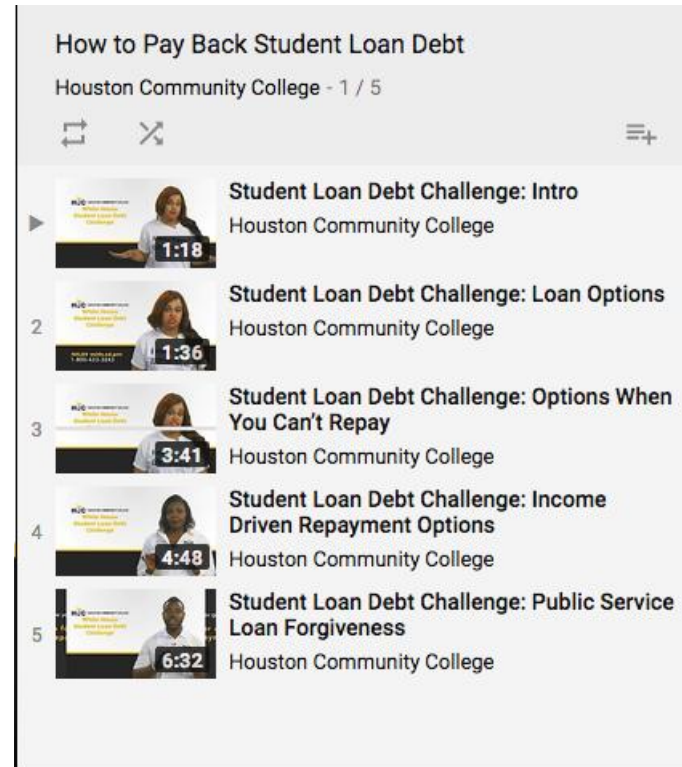 How to Pay Back Student Loan Debt
Houston Community College - 1 / 5
Student Loan Debt Challenge: Intro
Houston Community College
1:18
2
Student Loan Debt Challenge: Loan Options
Houston Community College
1:36
3
Student Loan Debt Challenge: Options When
You Can't Repay
Houston Community College
3:41
4
Student Loan Debt Challenge: Income
Driven Repayment Options
Houston Community College
4:48
5
Student Loan Debt Challenge: Public Service
Loan Forgiveness
Houston Community College
6:32